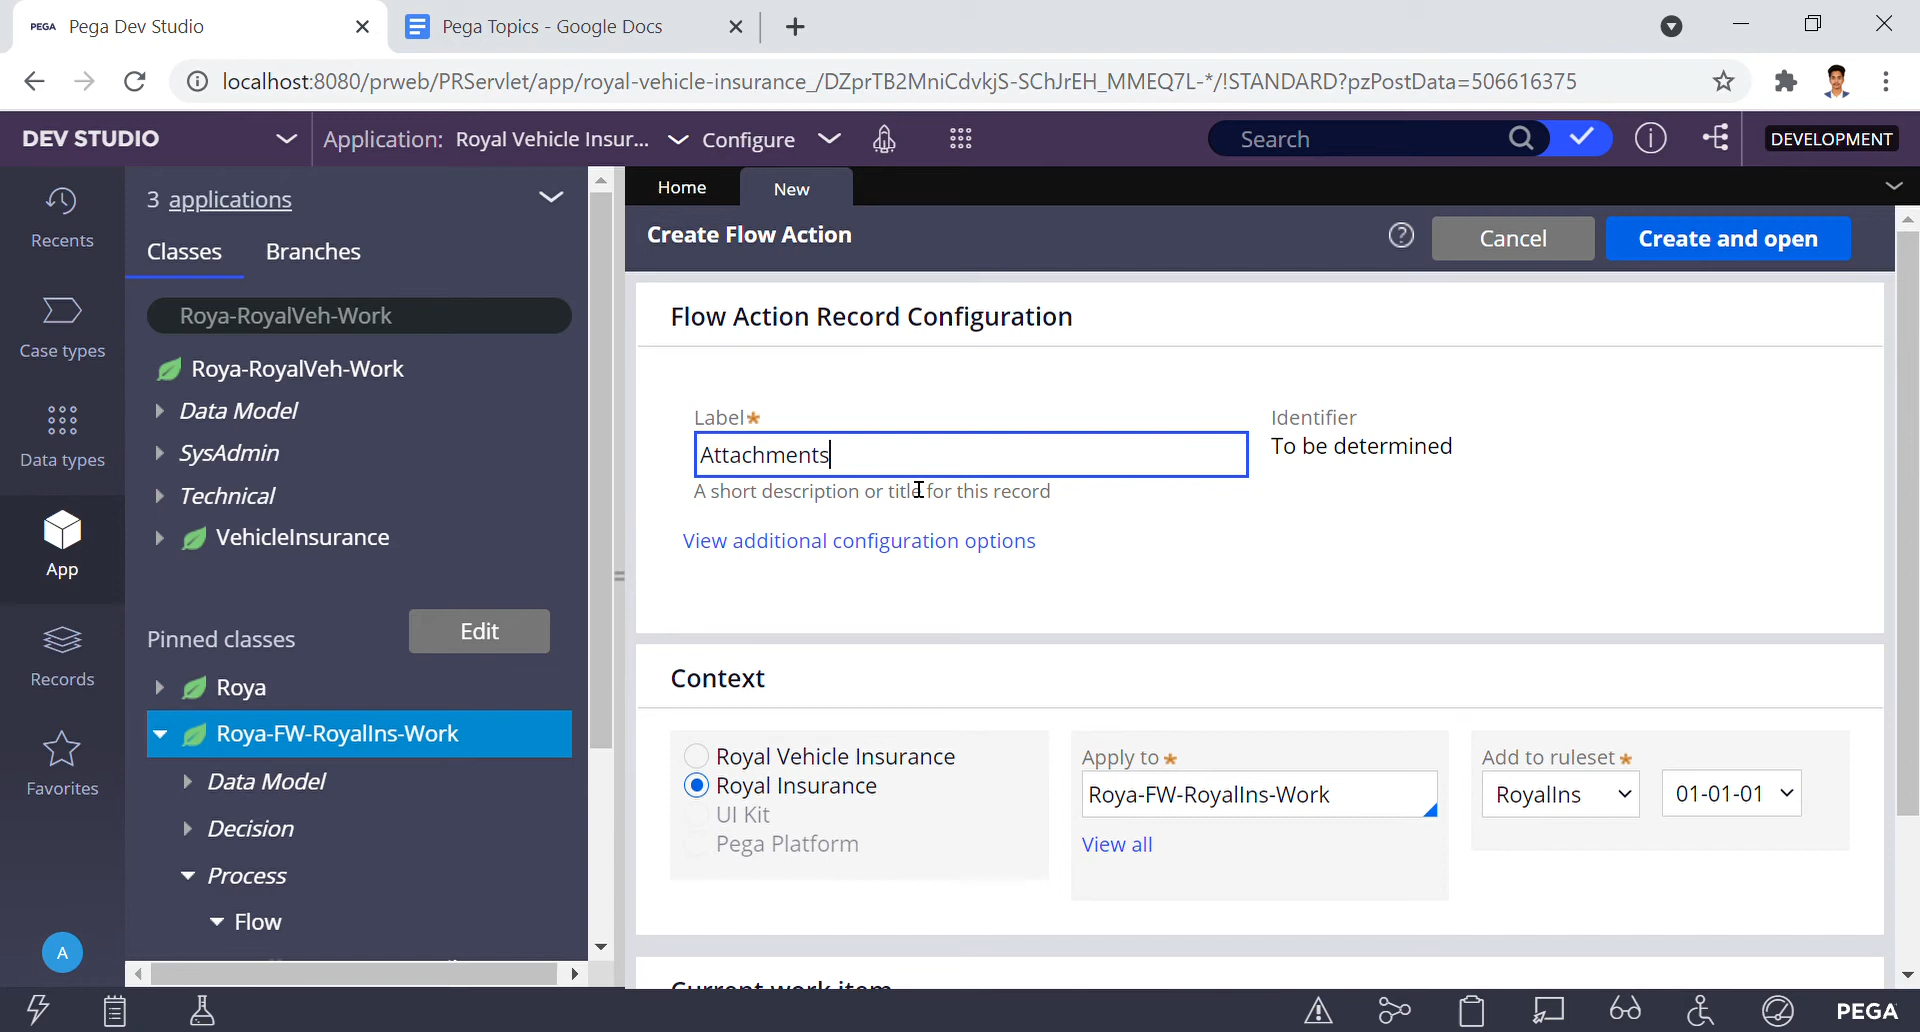 PEGA Pega Dev Studio
Pega Topics - Google Docs
localhost:8080/prweb/PRServlet/app/royal-vehicle-insurance_/DZprTB2MniCdvkjS-SChJrEH_MMEQ7L-*/!STANDARD?pzPostData=506616375
DEV STUDIO
Application: Royal Vehicle Insur...
Configure
Search
DEVELOPMENT
Recents
Case types
Data types
App
Records
Favorites
A
3 applications
Classes
Branches
Roya-RoyalVeh-Work
Roya-RoyalVeh-Work
Data Model
SysAdmin
Technical
VehicleInsurance
Pinned classes
Edit
Roya
Roya-FW-RoyalIns-Work
Data Model
Decision
Process
Flow
Home
New
Create Flow Action
Cancel
Create and open
Flow Action Record Configuration
Label*
Attachments
A short description or title for this record
Identifier
To be determined
View additional configuration options
Context
Royal Vehicle Insurance
Royal Insurance
UI Kit
Pega Platform
Apply to *
Roya-FW-RoyalIns-Work
View all
Add to ruleset *
RoyalIns
01-01-01
Current work item
PEGA